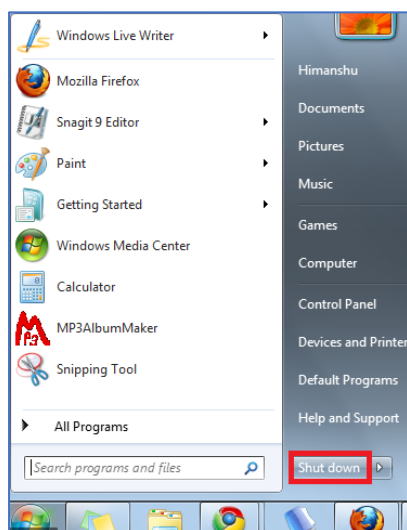 Windows Live Writer
Mozilla Firefox
Snagit 9 Editor
Paint
Getting Started
Windows Media Center
Calculator
MP3AlbumMaker
Snipping Tool
All Programs
Search programs and files
Himanshu
Documents
Pictures
Music
Games
Computer
Control Panel
Devices and Printer
Default Programs
Help and Support
Shut down